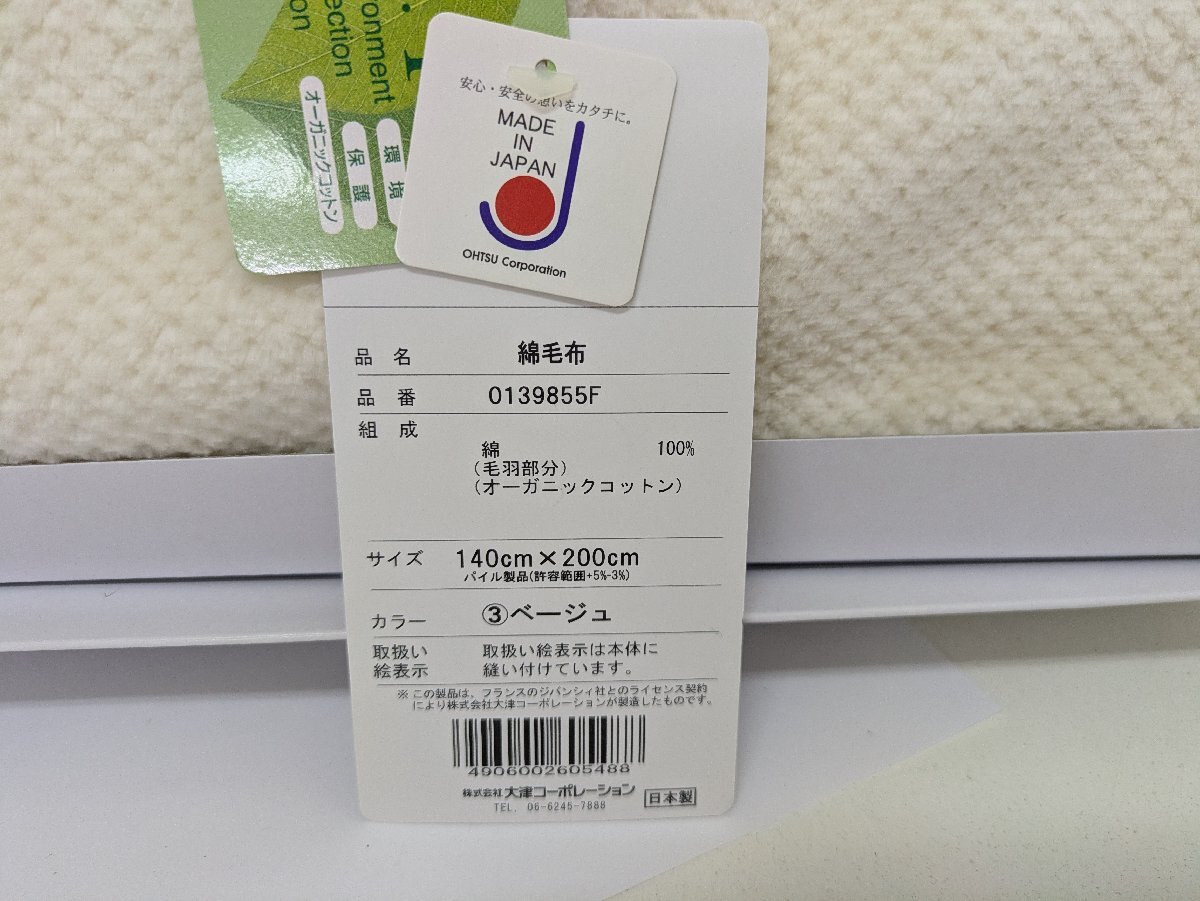 ronment
ection
on
オーガニックコットン
保護
環境
安心・安全の想いをカタチに。
MADE
IN
JAPAN
OHTSU Corporation
品名 綿毛布
品番 0139855F
組成
綿 100%
(毛羽部分)
(オーガニックコットン)
サイズ 140cm×200cm
パイル製品(許容範囲+5%-3%)
カラー ③ベージュ
取扱い 取扱い絵表示は本体に
絵表示 縫い付けています。
※この製品は、フランスのジバンシィ社とのライセンス契約
により株式会社大津コーポレーションが製造したものです。
4906002605488
株式会社大津コーポレーション
TEL. 06-6245-7888
日本製